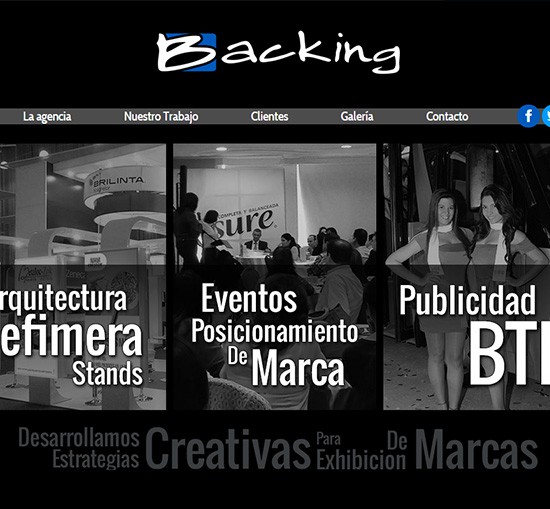 Backing
La agencia
Nuestro Trabajo
Clientes
Galería
Contacto
BRILINTA
COMPLETA Y BALANCEADA
sure
rquitectura
efimera
Stands
Eventos
Posicionamiento
De
Marca
Publicidad
BT
Desarrollamos
Estrategias
Creativas
Para
Exhibicion
De
Marcas